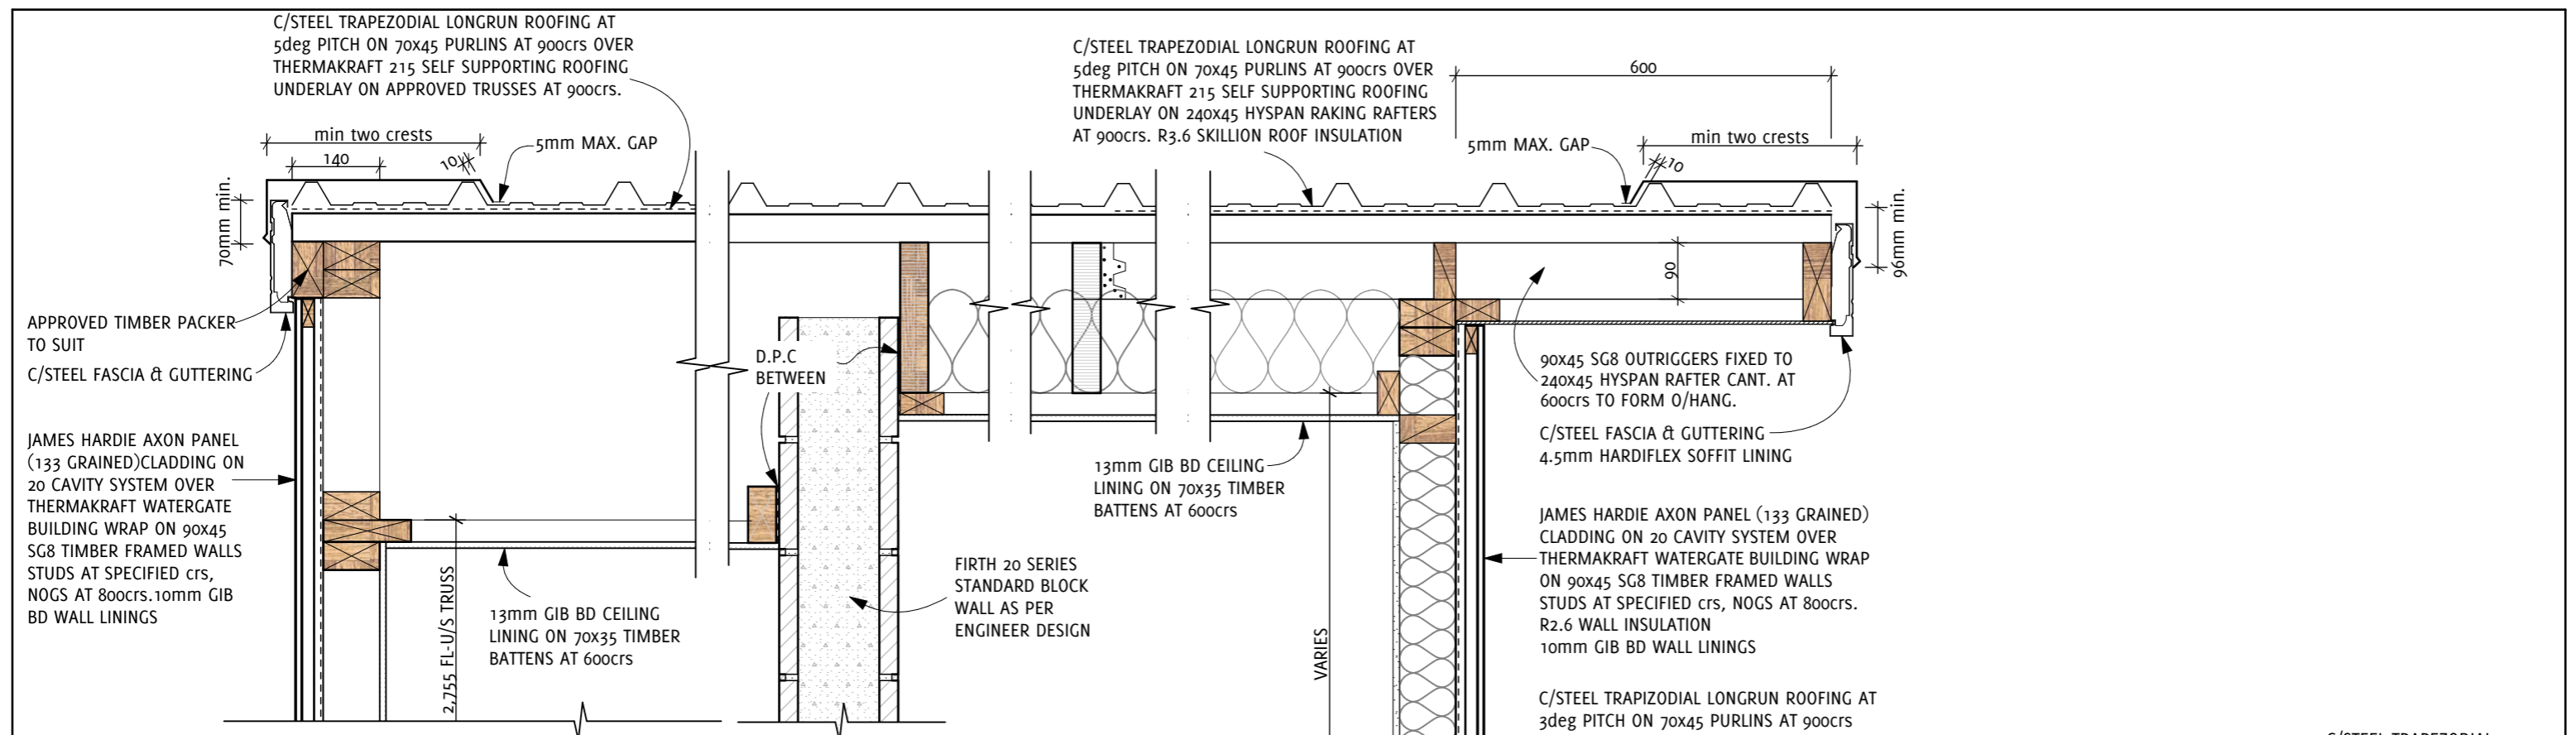 C/STEEL TRAPEZODIAL LONGRUN ROOFING AT
5deg PITCH ON 70x45 PURLINS AT 900crs OVER
THERMAKRAFT 215 SELF SUPPORTING ROOFING
UNDERLAY ON APPROVED TRUSSES AT 900crs.
C/STEEL TRAPEZODIAL LONGRUN ROOFING AT
5deg PITCH ON 70x45 PURLINS AT 900crs OVER
THERMAKRAFT 215 SELF SUPPORTING ROOFING
UNDERLAY ON 240x45 HYSPAN RAKING RAFTERS
AT 900crs. R3.6 SKILLION ROOF INSULATION
600
min two crests
140
10
5mm MAX. GAP
5mm MAX. GAP
min two crests
10
70mm min.
96mm min.
90
APPROVED TIMBER PACKER
TO SUIT
C/STEEL FASCIA & GUTTERING
D.P.C
BETWEEN
90x45 SG8 OUTRIGGERS FIXED TO
240x45 HYSPAN RAFTER CANT. AT
600crs TO FORM O/HANG.
C/STEEL FASCIA & GUTTERING
4.5mm HARDIFLEX SOFFIT LINING
JAMES HARDIE AXON PANEL
(133 GRAINED)CLADDING ON
20 CAVITY SYSTEM OVER
THERMAKRAFT WATERGATE
BUILDING WRAP ON 90x45
SG8 TIMBER FRAMED WALLS
STUDS AT SPECIFIED crs,
NOGS AT 800crs.10mm GIB
BD WALL LININGS
13mm GIB BD CEILING
LINING ON 70x35 TIMBER
BATTENS AT 600crs
JAMES HARDIE AXON PANEL (133 GRAINED)
CLADDING ON 20 CAVITY SYSTEM OVER
THERMAKRAFT WATERGATE BUILDING WRAP
ON 90x45 SG8 TIMBER FRAMED WALLS
STUDS AT SPECIFIED crs, NOGS AT 800crs.
R2.6 WALL INSULATION
10mm GIB BD WALL LININGS
FIRTH 20 SERIES
STANDARD BLOCK
WALL AS PER
ENGINEER DESIGN
2,755 FL-U/S TRUSS
13mm GIB BD CEILING
LINING ON 70x35 TIMBER
BATTENS AT 600crs
VARIES
C/STEEL TRAPIZODIAL LONGRUN ROOFING AT
3deg PITCH ON 70x45 PURLINS AT 900crs